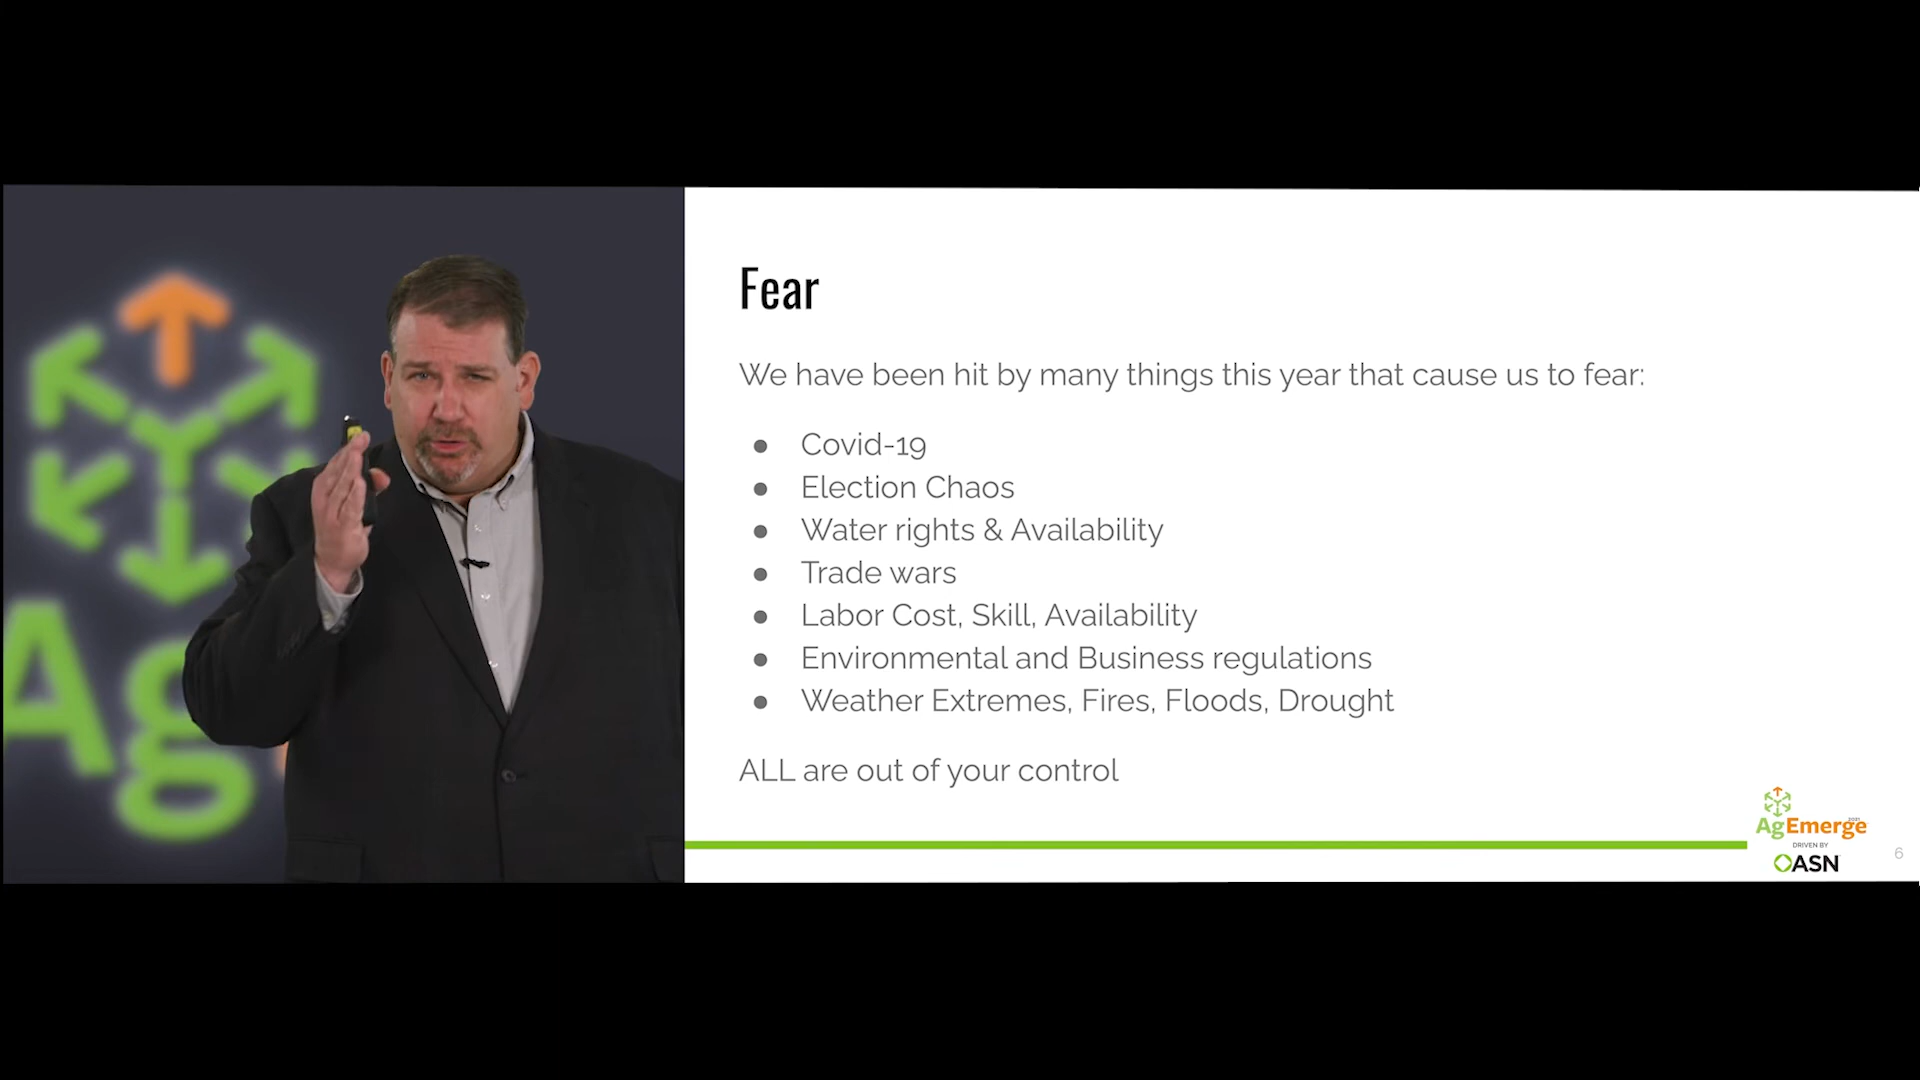 Ag
Fear
We have been hit by many things this year that cause us to fear:
● Covid-19
● Election Chaos
● Water rights & Availability
● Trade wars
● Labor Cost, Skill, Availability
● Environmental and Business regulations
● Weather Extremes, Fires, Floods, Drought
ALL are out of your control
2021
AgEmerge
DRIVEN BY
ASN
6